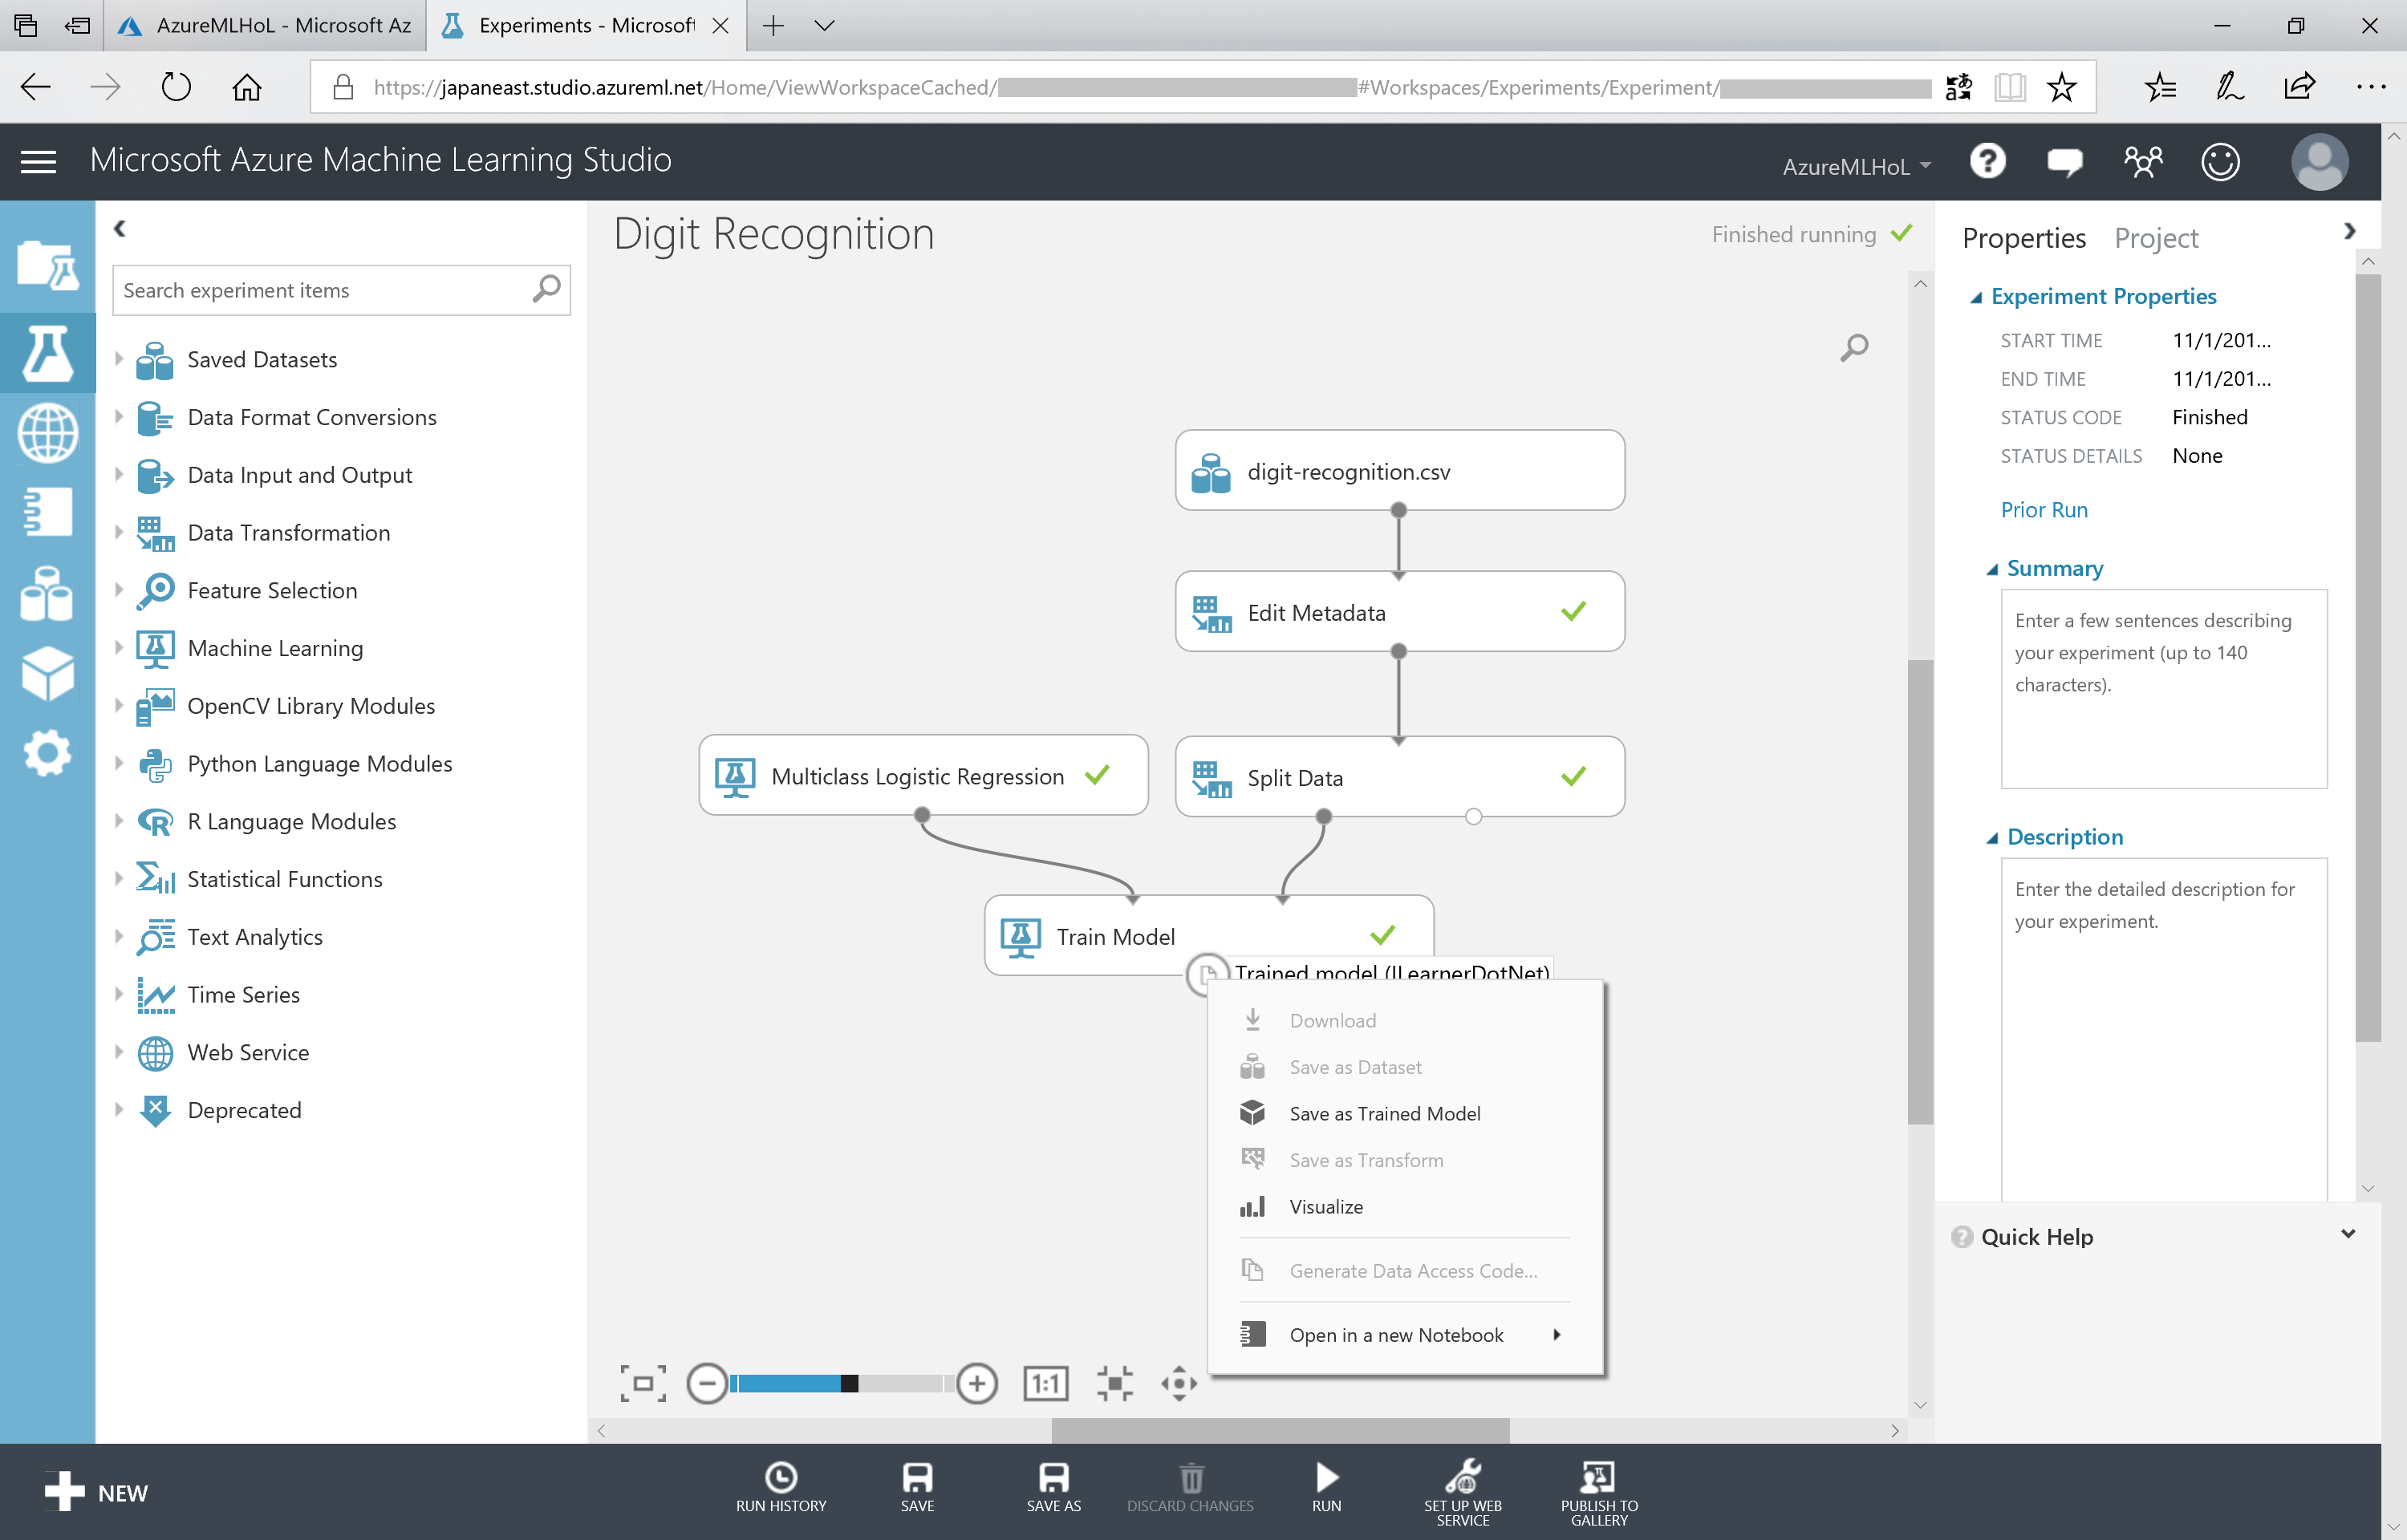 AzureMLHoL - Microsoft Az
Experiments - Microsoft
https://japaneast.studio.azureml.net/Home/ViewWorkspaceCached/ #Workspaces/Experiments/Experiment/
Microsoft Azure Machine Learning Studio
AzureMLHoL
Search experiment items
Saved Datasets
Data Format Conversions
Data Input and Output
Data Transformation
Feature Selection
Machine Learning
OpenCV Library Modules
Python Language Modules
R Language Modules
Statistical Functions
Text Analytics
Time Series
Web Service
Deprecated
Digit Recognition
Finished running
digit-recognition.csv
Edit Metadata
Multiclass Logistic Regression
Split Data
Train Model
Trained model (ILearnerDotNet)
Download
Save as Dataset
Save as Trained Model
Save as Transform
Visualize
Generate Data Access Code...
Open in a new Notebook
1:1
Properties Project
Experiment Properties
START TIME 11/1/201...
END TIME 11/1/201...
STATUS CODE Finished
STATUS DETAILS None
Prior Run
Summary
Enter a few sentences describing
your experiment (up to 140
characters).
Description
Enter the detailed description for
your experiment.
Quick Help
NEW
RUN HISTORY
SAVE
SAVE AS
DISCARD CHANGES
RUN
SET UP WEB
SERVICE
PUBLISH TO
GALLERY